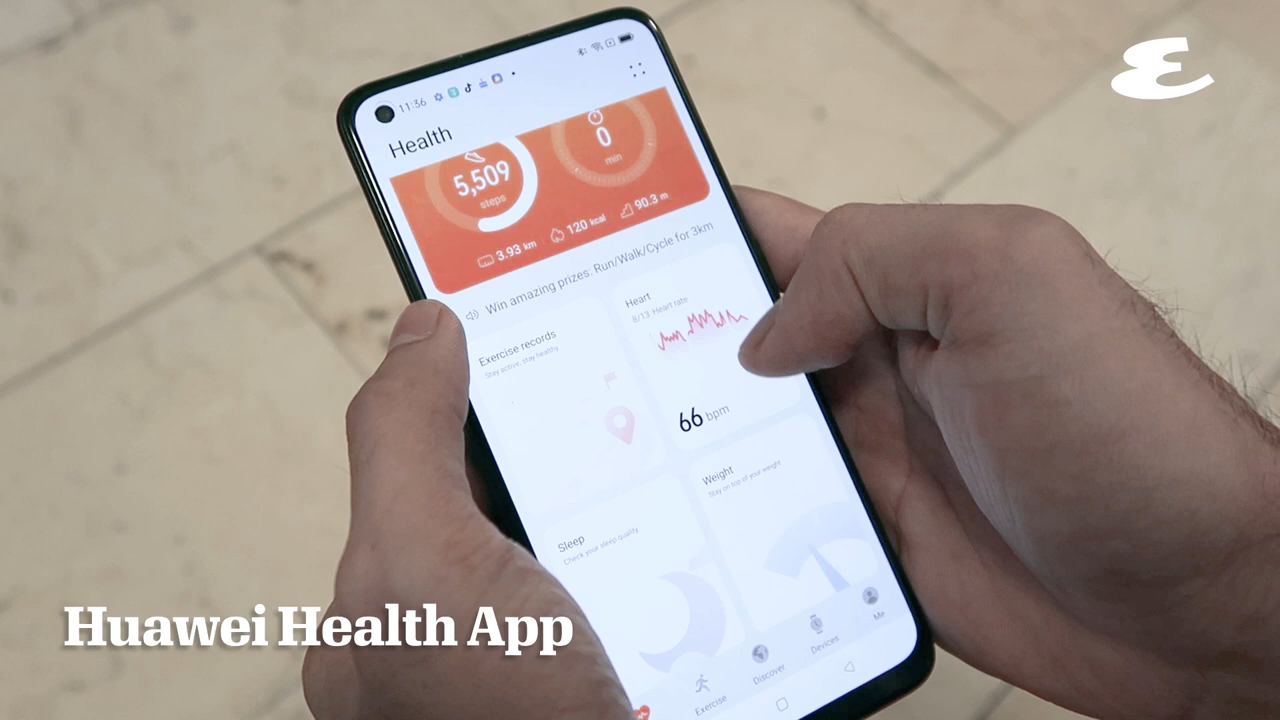 11:36
Health
5,509
steps
0
min
3.93 km
120 kcal
90.3 m
Win amazing prizes: Run/Walk/Cycle for 3km
Exercise records
Stay active, stay healthy
Heart
8/13 Heart rate
66 bpm
Sleep
Check your sleep quality
Weight
Stay on top of your weight
Exercise
Discover
Devices
Me
Huawei Health App